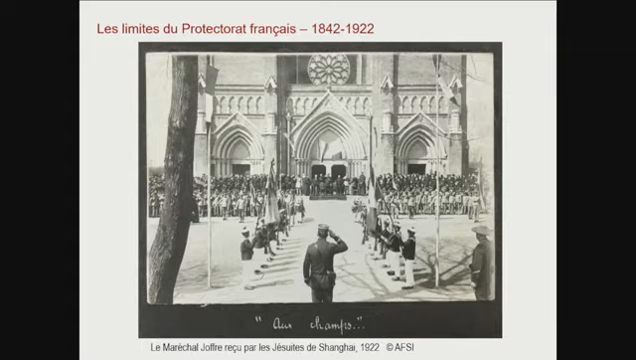 Les limites du Protectorat français – 1842-1922
" Aux champs..."
Le Maréchal Joffre reçu par les Jésuites de Shanghai, 1922 © AFSI